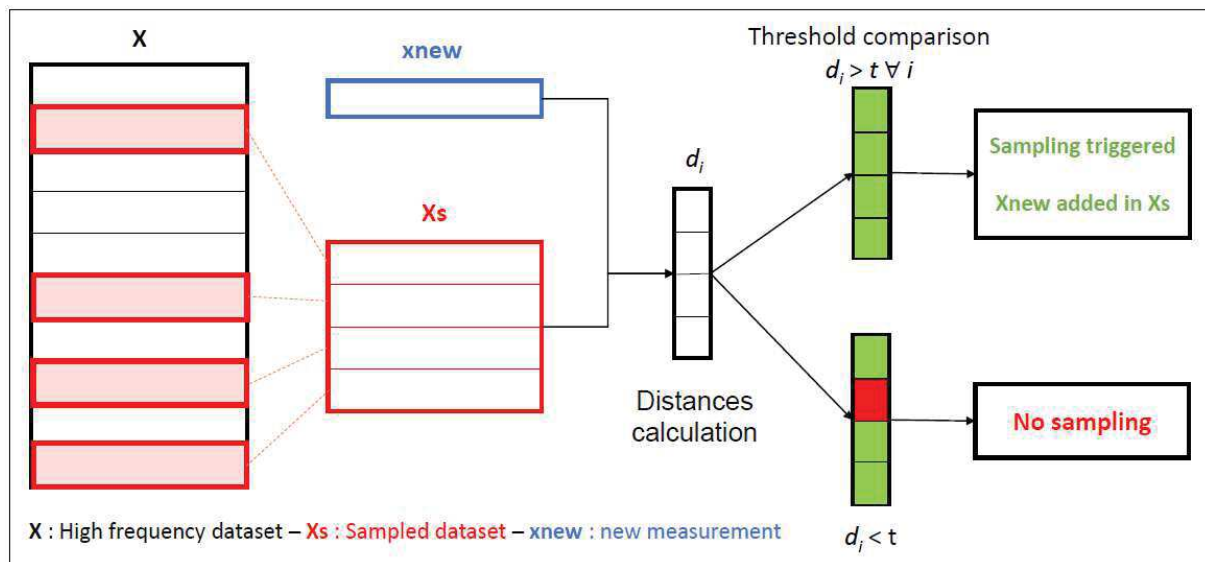 X
xnew
Xs
d_i
Distances
calculation
Threshold comparison
d_i > t ∀ i
Sampling triggered
Xnew added in Xs
No sampling
d_i < t
X : High frequency dataset – Xs : Sampled dataset – xnew : new measurement